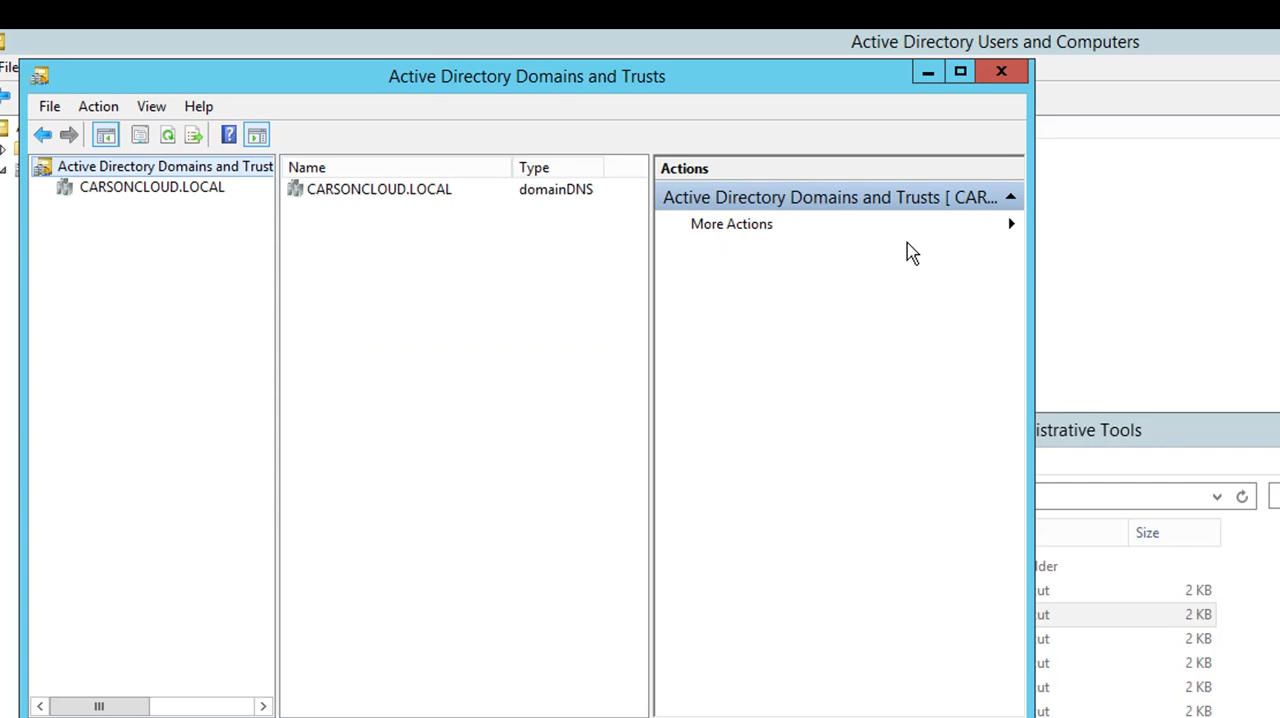 Active Directory Users and Computers
File
Active Directory Domains and Trusts
File Action View Help
Active Directory Domains and Trust
CARSONCLOUD.LOCAL
Name Type
CARSONCLOUD.LOCAL domainDNS
Actions
Active Directory Domains and Trusts [ CAR...
More Actions
istrative Tools
Size
lder
ut 2 KB
ut 2 KB
ut 2 KB
ut 2 KB
ut 2 KB
ut 2 KB